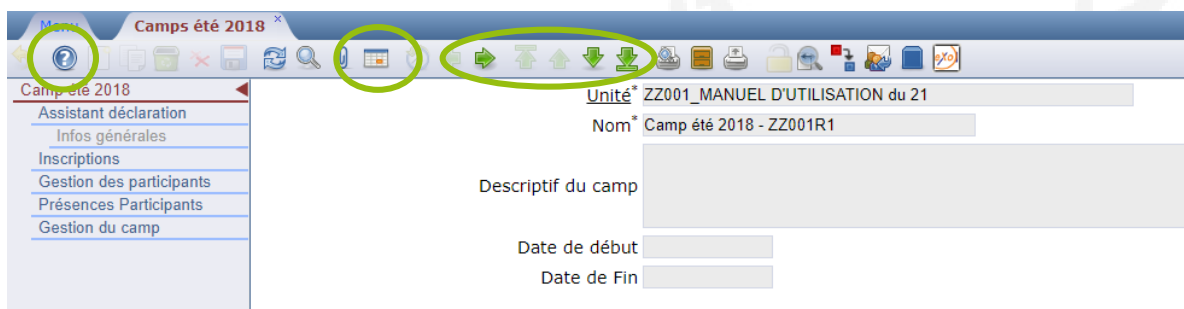 Menu
Camps été 2018 ×
Camp été 2018
Assistant déclaration
Infos générales
Inscriptions
Gestion des participants
Présences Participants
Gestion du camp
Unité* ZZ001_MANUEL D'UTILISATION du 21
Nom* Camp été 2018 - ZZ001R1
Descriptif du camp
Date de début
Date de Fin